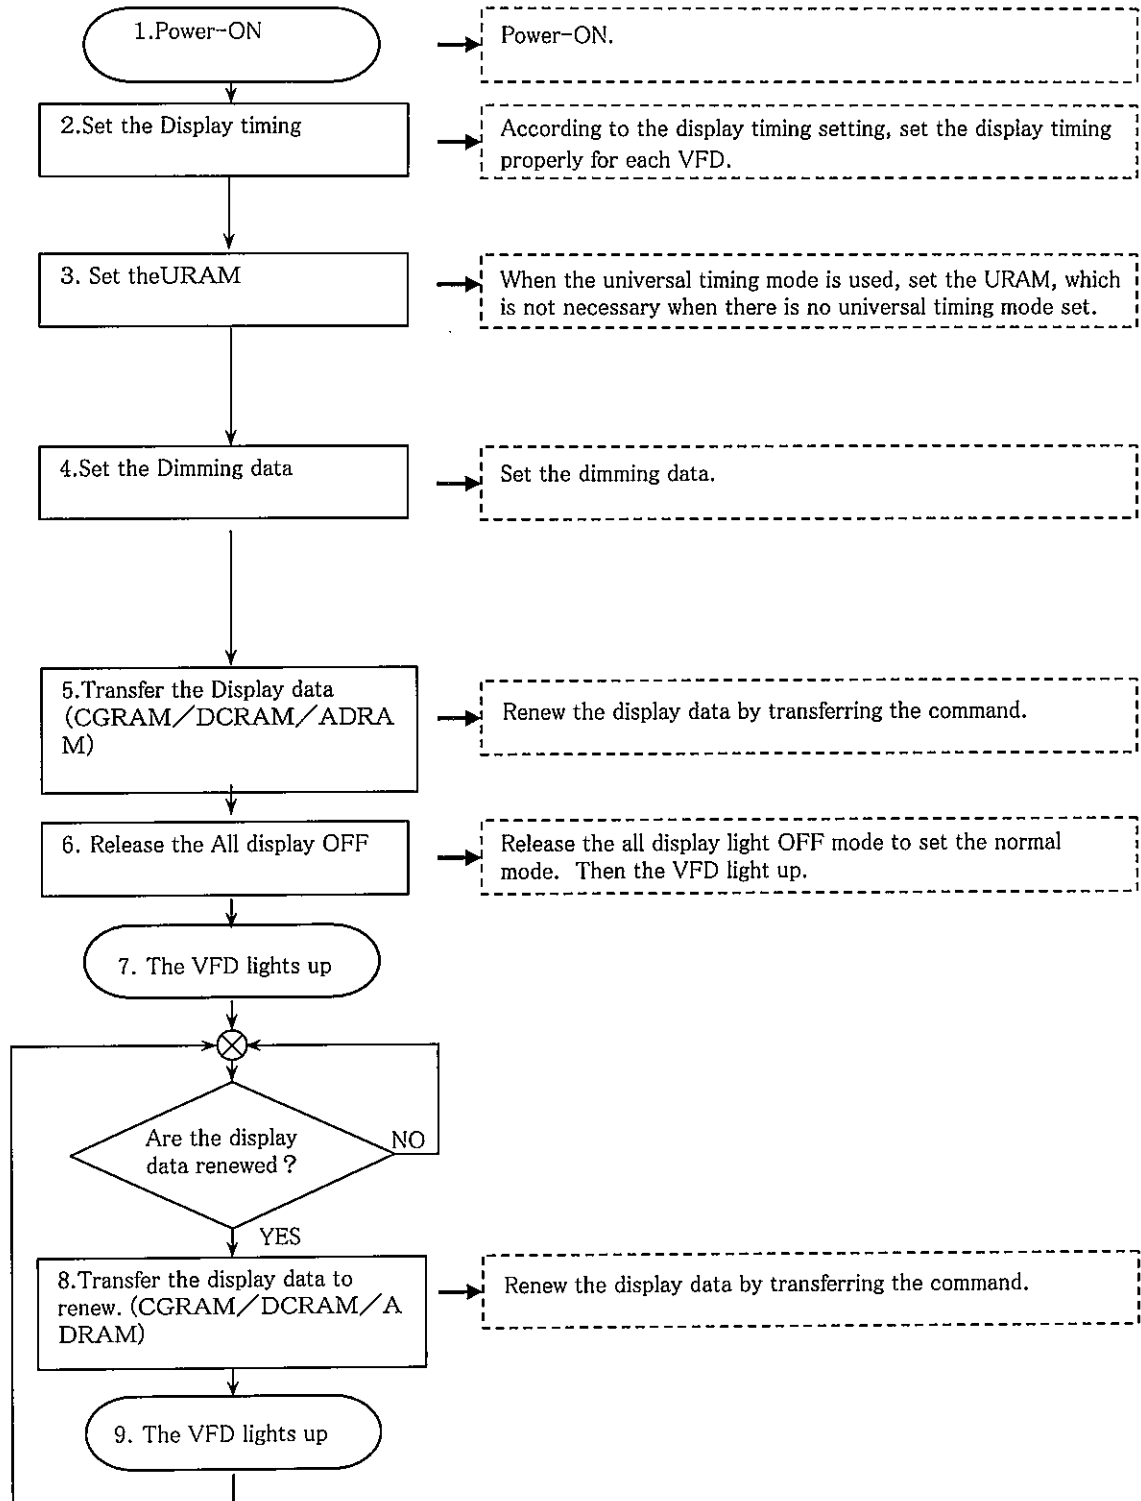 1.Power-ON
Power-ON.
2.Set the Display timing
According to the display timing setting, set the display timing
properly for each VFD.
3. Set theURAM
When the universal timing mode is used, set the URAM, which
is not necessary when there is no universal timing mode set.
4.Set the Dimming data
Set the dimming data.
5.Transfer the Display data
(CGRAM/DCRAM/ADRA
M)
Renew the display data by transferring the command.
6. Release the All display OFF
Release the all display light OFF mode to set the normal
mode. Then the VFD light up.
7. The VFD lights up
Are the display
data renewed?
NO
YES
8.Transfer the display data to
renew. (CGRAM/DCRAM/A
DRAM)
Renew the display data by transferring the command.
9. The VFD lights up